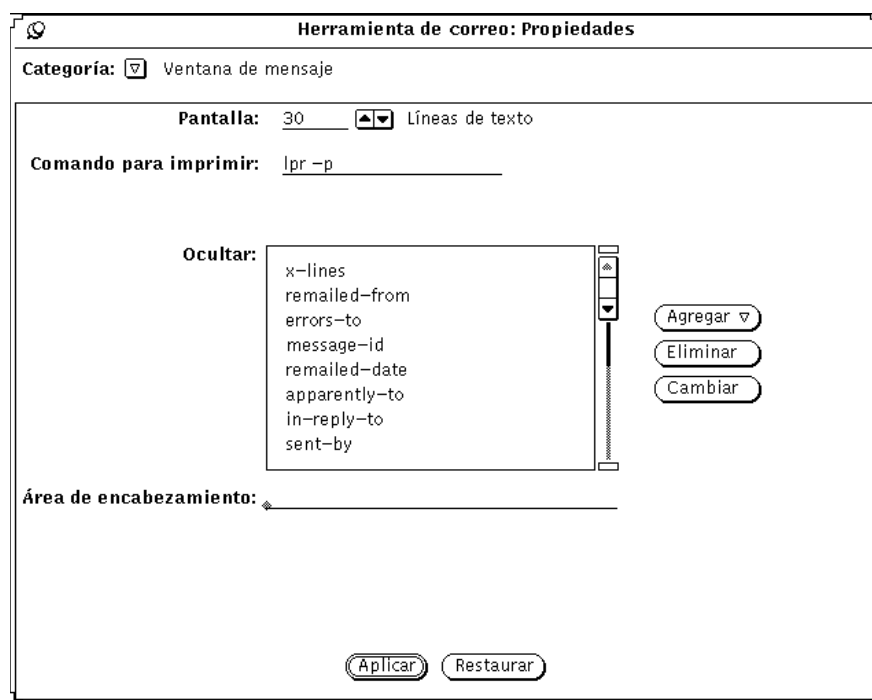 Herramienta de correo: Propiedades
Categoría: Ventana de mensaje
Pantalla: 30 Líneas de texto
Comando para imprimir: lpr –p
Ocultar:
x–lines
remailed–from
errors–to
message–id
remailed–date
apparently–to
in–reply–to
sent–by
Agregar
Eliminar
Cambiar
Área de encabezamiento:
Aplicar Restaurar